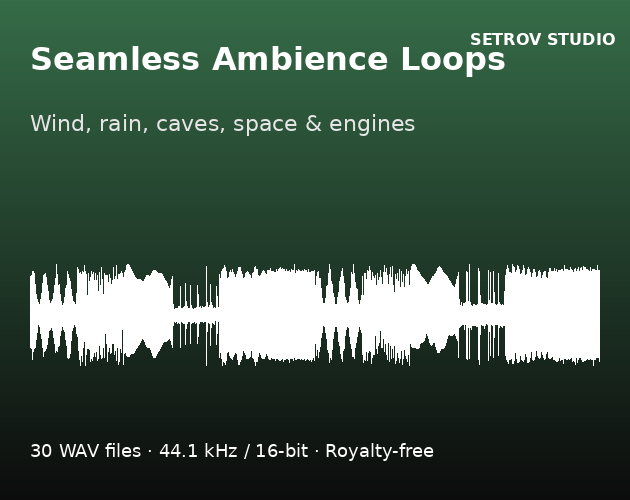 SETROV STUDIO
Seamless Ambience Loops
Wind, rain, caves, space & engines
30 WAV files · 44.1 kHz / 16-bit · Royalty-free